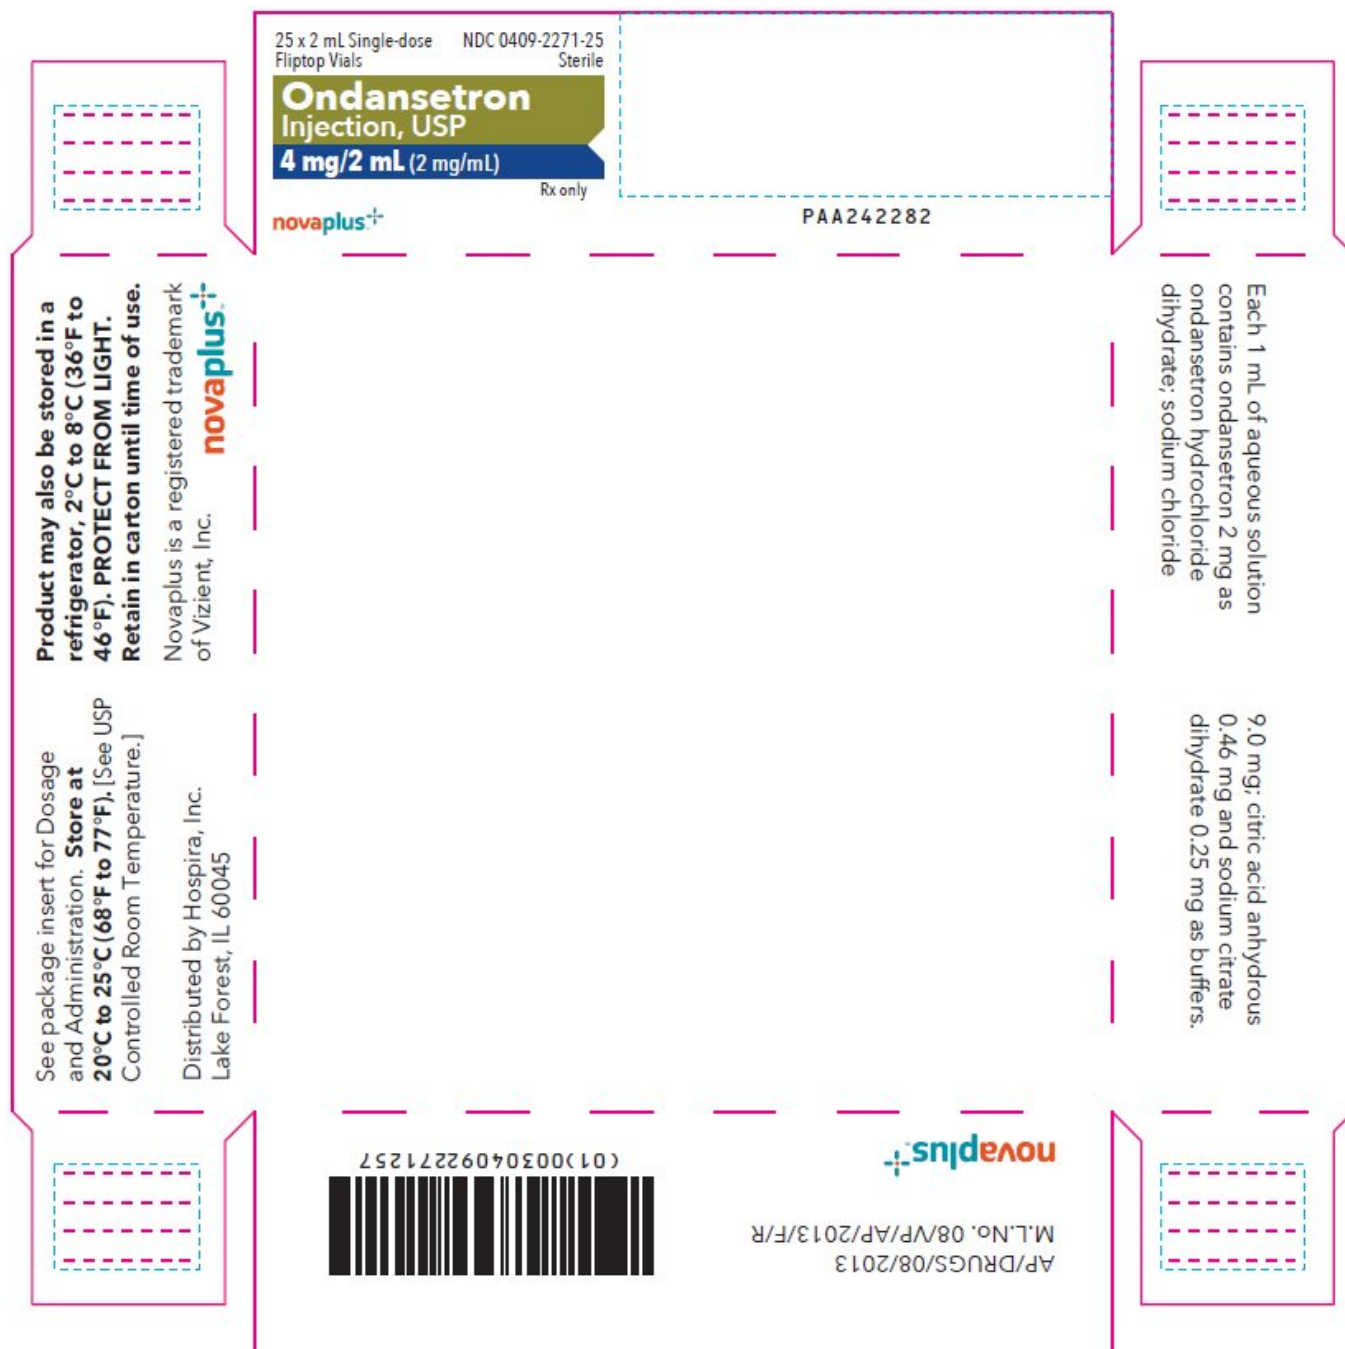 25 x 2 mL Single-dose NDC 0409-2271-25
Fliptop Vials Sterile
Ondansetron
Injection, USP
4 mg/2 mL (2 mg/mL)
Rx only
novaplus™
PAA242282
Product may also be stored in a
refrigerator, 2°C to 8°C (36°F to
46°F). PROTECT FROM LIGHT.
Retain in carton until time of use.
Novaplus is a registered trademark
of Vizient, Inc.
novaplus™
See package insert for Dosage
and Administration. Store at
20°C to 25°C (68°F to 77°F). [See USP
Controlled Room Temperature.]
Distributed by Hospira, Inc.
Lake Forest, IL 60045
Each 1 mL of aqueous solution
contains ondansetron 2 mg as
ondansetron hydrochloride
dihydrate; sodium chloride
9.0 mg; citric acid anhydrous
0.46 mg and sodium citrate
dihydrate 0.25 mg as buffers.
novaplus™
AP/DRUGS/08/2013
M.L.No. 08/VP/AP/2013/F/R
(01)00304092271257